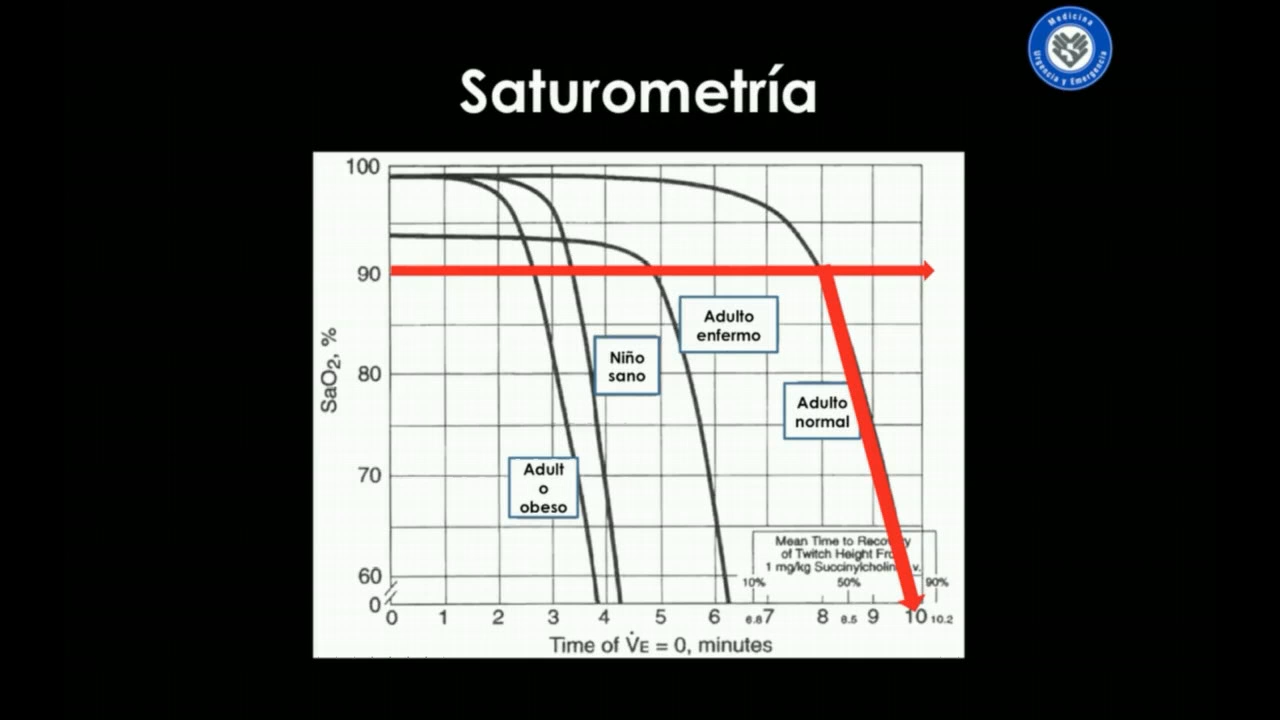 Medicina
Urgencia y Emergencia
Saturometría
100
90
80
70
60
0
SaO2, %
Adulto
enfermo
Niño
sano
Adulto
normal
Adult
o
obeso
Mean Time to Recovery
of Twitch Height
1 mg/kg Succinylcholin v.
10% 50% 90%
0 1 2 3 4 5 6 6.8 7 8 8.5 9 10 10.2
Time of V̇E = 0, minutes